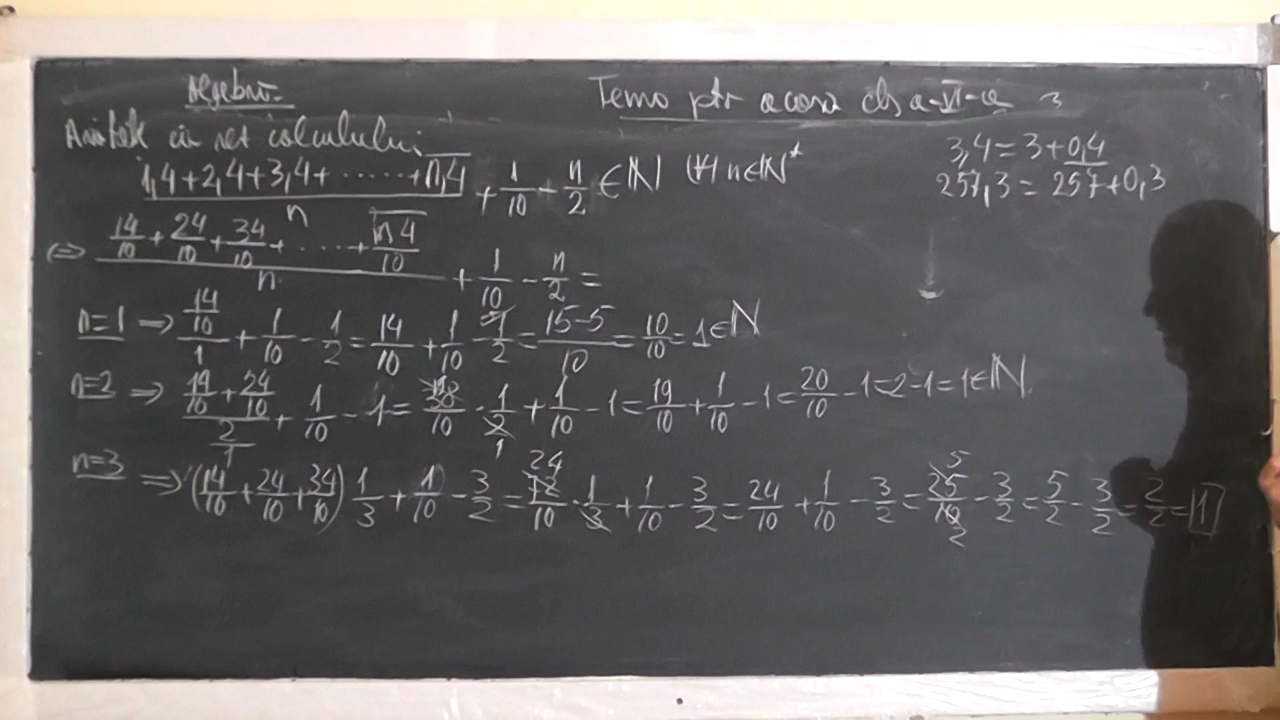 Algebră
Temă ptr acasă cls a-VI-a
Arătați că rez calculului:
3,4 = 3 + 0,4
257,3 = 257 + 0,3
(1,4 + 2,4 + 3,4 + ...... + n,4)/n + 1/10 - n/2 ∈ ℕ (∀) n ∈ ℕ*
⇔ (14/10 + 24/10 + 34/10 + ..... + n4/10)/n + 1/10 - n/2 =
n=1 ⇒ (14/10)/1 + 1/10 - 1/2 = 14/10 + 1/10 - 1/2 = (15-5)/10 = 10/10 = 1 ∈ ℕ
n=2 ⇒ (14/10 + 24/10)/(2/1) + 1/10 - 1 = 38/10 · 1/2 + 1/10 - 1 = 19/10 + 1/10 - 1 = 20/10 - 1 = 2 - 1 = 1 ∈ ℕ
n=3 ⇒ (14/10 + 24/10 + 34/10) 1/3 + 1/10 - 3/2 = 72/10 · 1/3 + 1/10 - 3/2 = 24/10 + 1/10 - 3/2 = 25/10 - 3/2 = 5/2 - 3/2 = 2/2 = 1